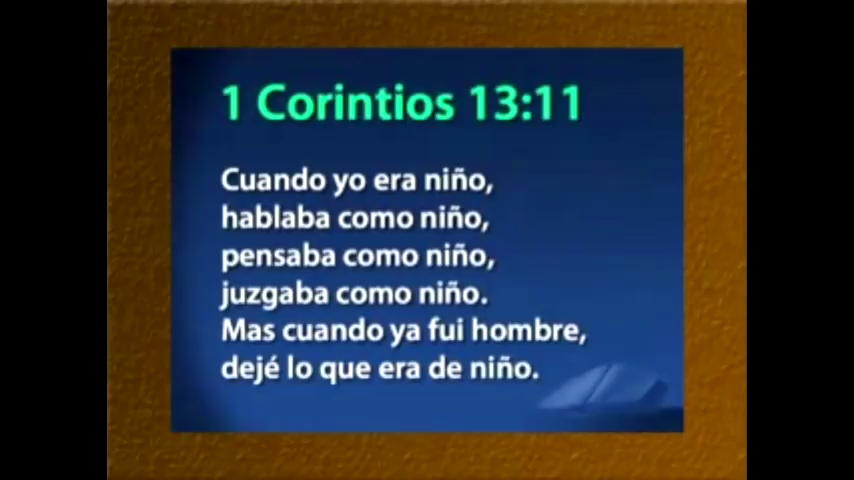 1 Corintios 13:11
Cuando yo era niño,
hablaba como niño,
pensaba como niño,
juzgaba como niño.
Mas cuando ya fui hombre,
dejé lo que era de niño.